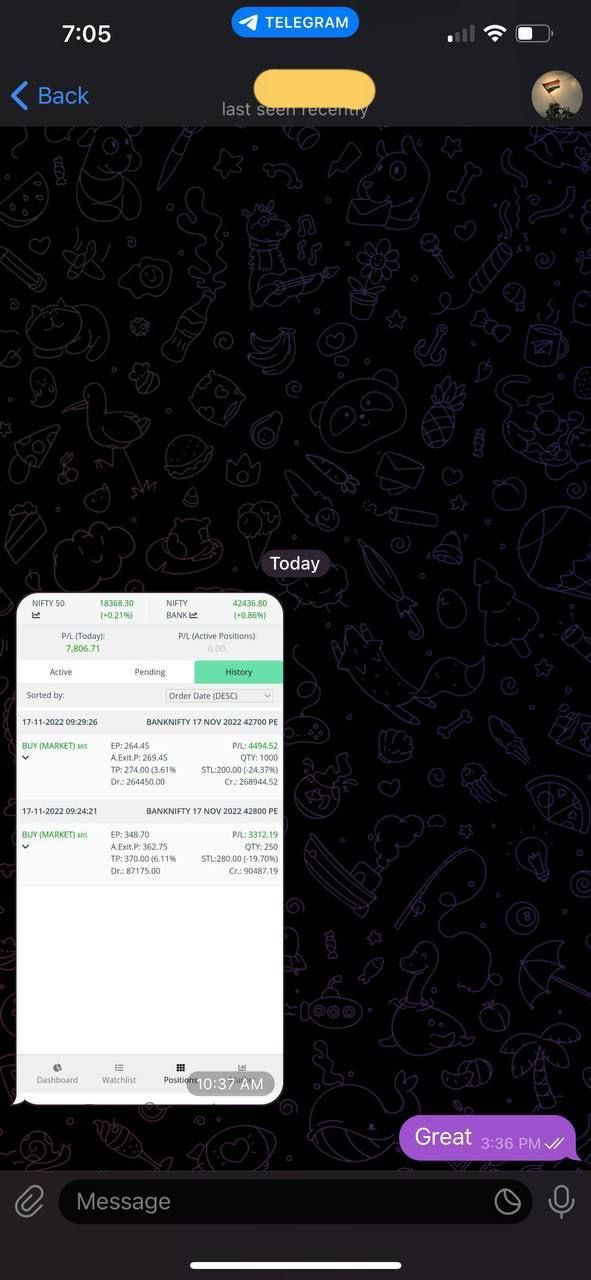 7:05
TELEGRAM
Back
last seen recently
Today
NIFTY 50 18368.30 NIFTY 42436.80
(+0.21%) BANK (+0.86%)
P/L (Today): P/L (Active Positions)
7,806.71 0.00
Active Pending History
Sorted by: Order Date (DESC)
17-11-2022 09:29:26 BANKNIFTY 17 NOV 2022 42700 PE
BUY (MARKET) MIS EP: 264.45 P/L: 4494.52
A.Exit.P: 269.45 QTY: 1000
TP: 274.00 (3.61% STL:200.00 (-24.37%)
Dr.: 264450.00 Cr.: 268944.52
17-11-2022 09:24:21 BANKNIFTY 17 NOV 2022 42800 PE
BUY (MARKET) MIS EP: 348.70 P/L: 3312.19
A.Exit.P: 362.75 QTY: 250
TP: 370.00 (6.11% STL:280.00 (-19.70%)
Dr.: 87175.00 Cr.: 90487.19
Dashboard Watchlist Positions
10:37 AM
Great 3:36 PM
Message